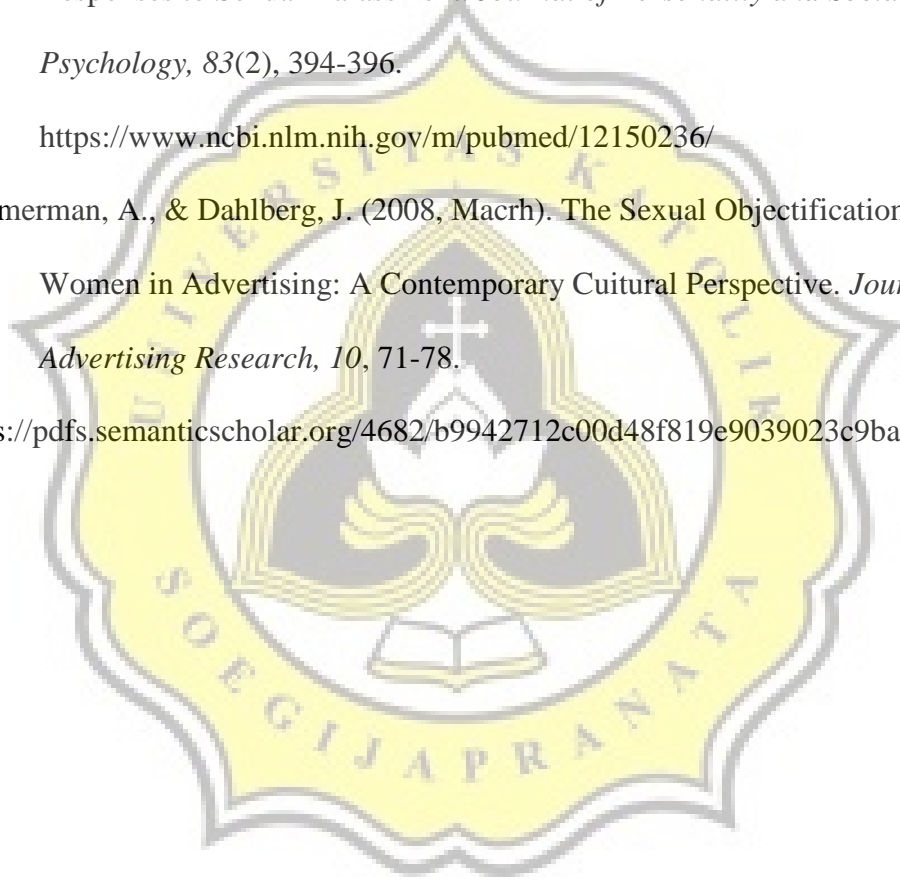 Psychology, 83(2), 394-396.
https://www.ncbi.nlm.nih.gov/m/pubmed/12150236/
merman, A., & Dahlberg, J. (2008, Macrh). The Sexual Objectification
Women in Advertising: A Contemporary Cuitural Perspective. Jour
Advertising Research, 10, 71-78.
s://pdfs.semanticscholar.org/4682/b9942712c00d48f819e9039023c9ba
UNIVERSITAS KATOLIK
SOEGIJAPRANATA